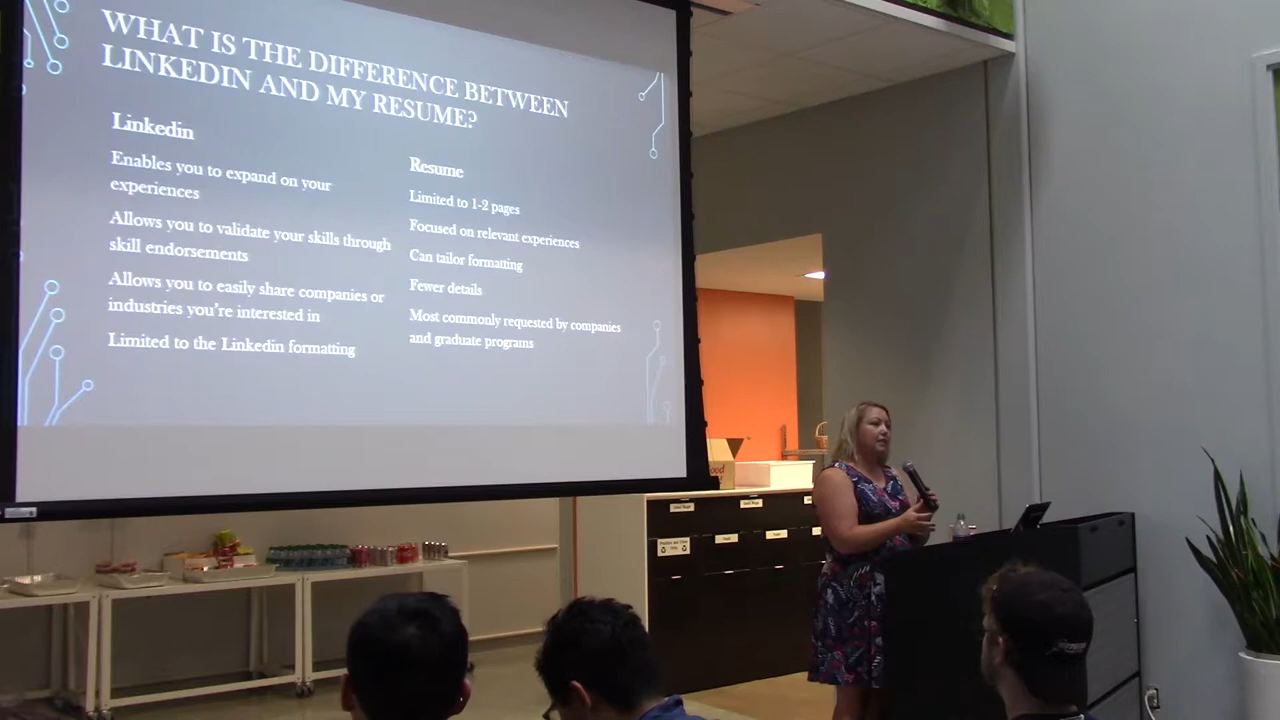 WHAT IS THE DIFFERENCE BETWEEN
LINKEDIN AND MY RESUME?
Linkedin
Enables you to expand on your
experiences
Allows you to validate your skills through
skill endorsements
Allows you to easily share companies or
industries you're interested in
Limited to the Linkedin formatting
Resume
Limited to 1-2 pages
Focused on relevant experiences
Can tailor formatting
Fewer details
Most commonly requested by companies
and graduate programs